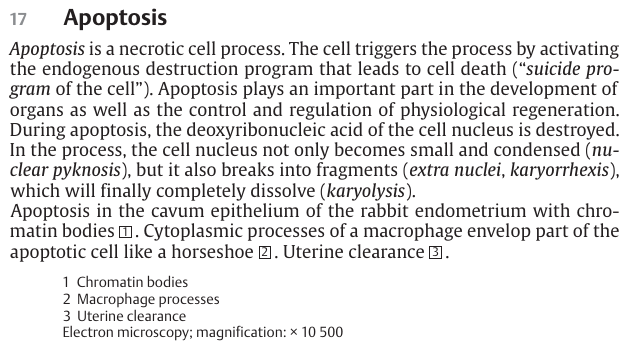 17 Apoptosis
Apoptosis is a necrotic cell process. The cell triggers the process by activating
the endogenous destruction program that leads to cell death (“suicide pro-
gram of the cell”). Apoptosis plays an important part in the development of
organs as well as the control and regulation of physiological regeneration.
During apoptosis, the deoxyribonucleic acid of the cell nucleus is destroyed.
In the process, the cell nucleus not only becomes small and condensed (nu-
clear pyknosis), but it also breaks into fragments (extra nuclei, karyorrhexis),
which will finally completely dissolve (karyolysis).
Apoptosis in the cavum epithelium of the rabbit endometrium with chro-
matin bodies 1. Cytoplasmic processes of a macrophage envelop part of the
apoptotic cell like a horseshoe 2. Uterine clearance 3.
1 Chromatin bodies
2 Macrophage processes
3 Uterine clearance
Electron microscopy; magnification: × 10 500